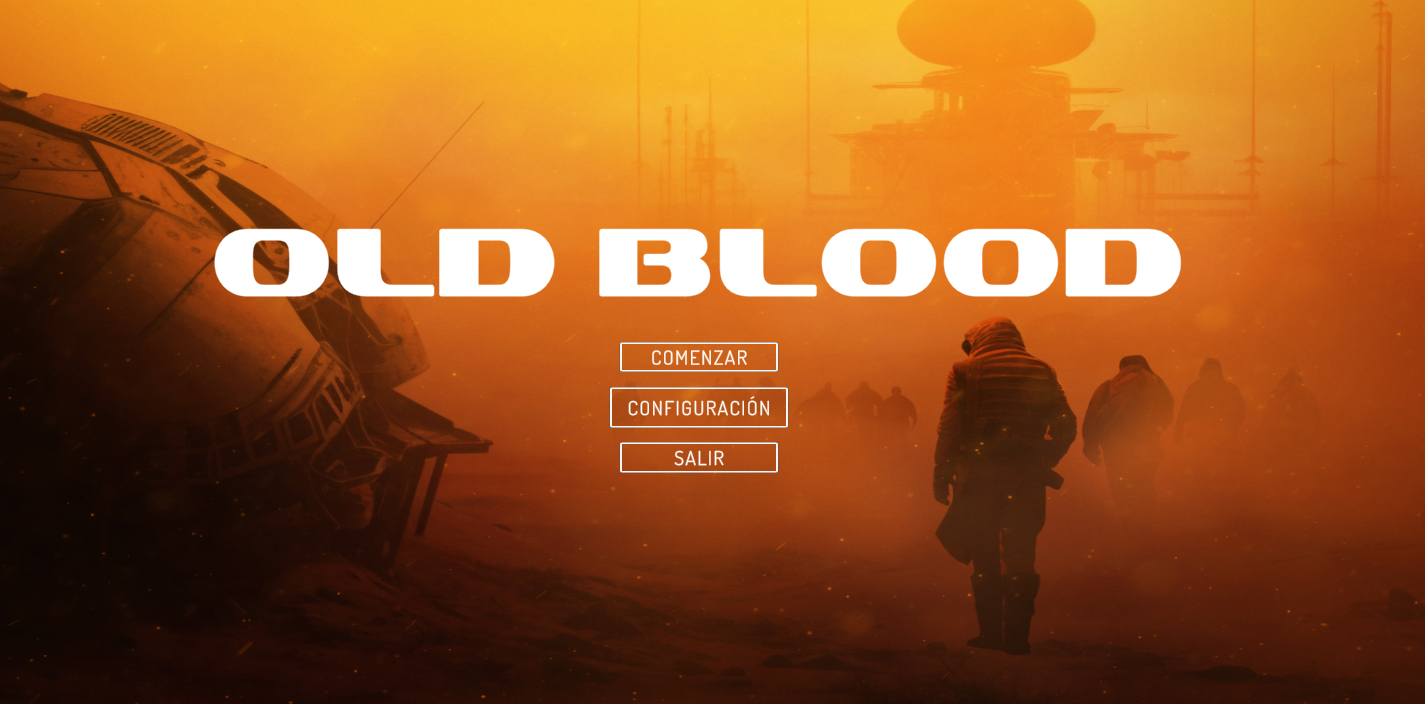 OLD BLOOD
COMENZAR
CONFIGURACIÓN
SALIR